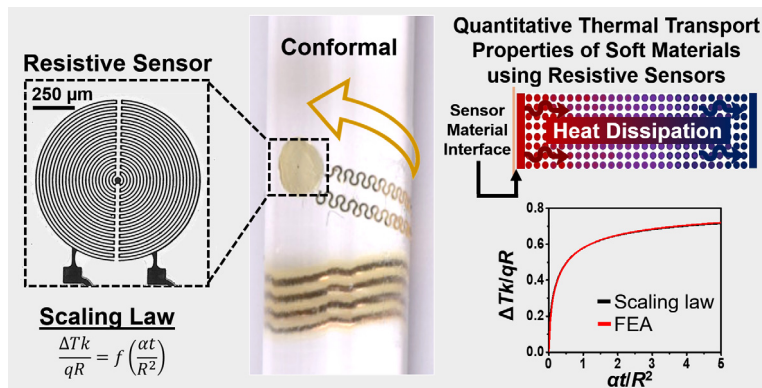 Resistive Sensor
250 μm
Scaling Law
ΔTk/qR = f(αt/R²)
Conformal
Quantitative Thermal Transport
Properties of Soft Materials
using Resistive Sensors
Sensor
Material
Interface
Heat Dissipation
ΔTk/qR
0.8
0.6
0.4
0.2
0.0
Scaling law
FEA
0 1 2 3 4 5
αt/R²